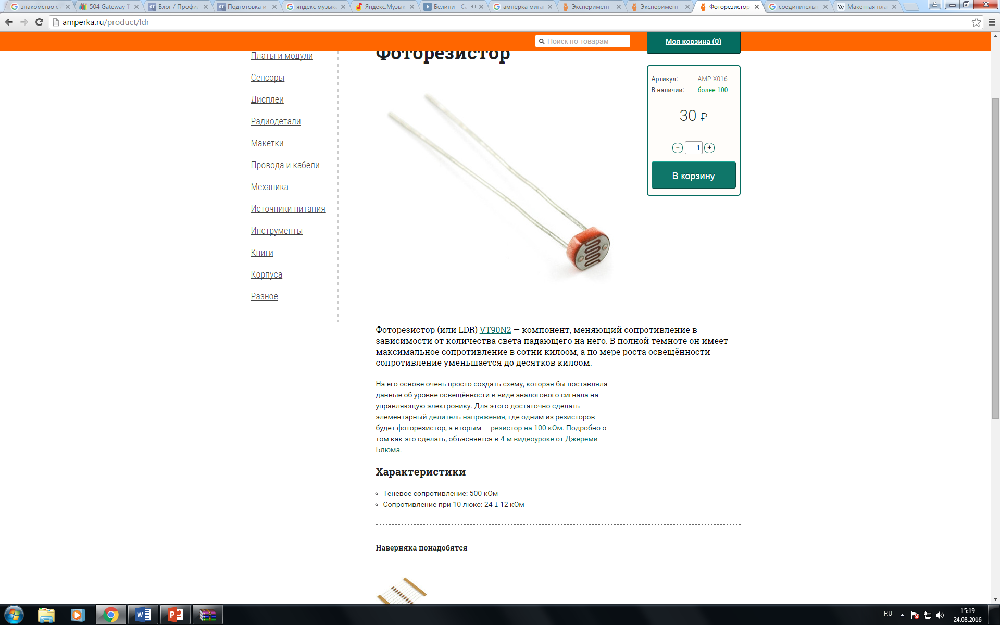 знакомство с
504 Gateway T
Блог / Профил
Подготовка и
яндекс музык
Яндекс.Музык
Белини - Са
амперка мига
Эксперимент
Эксперимент
Фоторезистор
соединительн
Макетная пла
amperka.ru/product/ldr
Поиск по товарам
Моя корзина (0)
Фоторезистор
Платы и модули
Сенсоры
Дисплеи
Радиодетали
Макетки
Провода и кабели
Механика
Источники питания
Инструменты
Книги
Корпуса
Разное
Артикул: AMP-X016
В наличии: более 100
30 ₽
− 1 +
В корзину
Фоторезистор (или LDR) VT90N2 — компонент, меняющий сопротивление в
зависимости от количества света падающего на него. В полной темноте он имеет
максимальное сопротивление в сотни килоом, а по мере роста освещённости
сопротивление уменьшается до десятков килоом.
На его основе очень просто создать схему, которая бы поставляла
данные об уровне освещённости в виде аналогового сигнала на
управляющую электронику. Для этого достаточно сделать
элементарный делитель напряжения, где одним из резисторов
будет фоторезистор, а вторым — резистор на 100 кОм. Подробно о
том как это сделать, объясняется в 4-м видеоуроке от Джереми
Блюма.
Характеристики
Теневое сопротивление: 500 кОм
Сопротивление при 10 люкс: 24 ± 12 кОм
Наверняка понадобятся
RU
15:19
24.08.2016